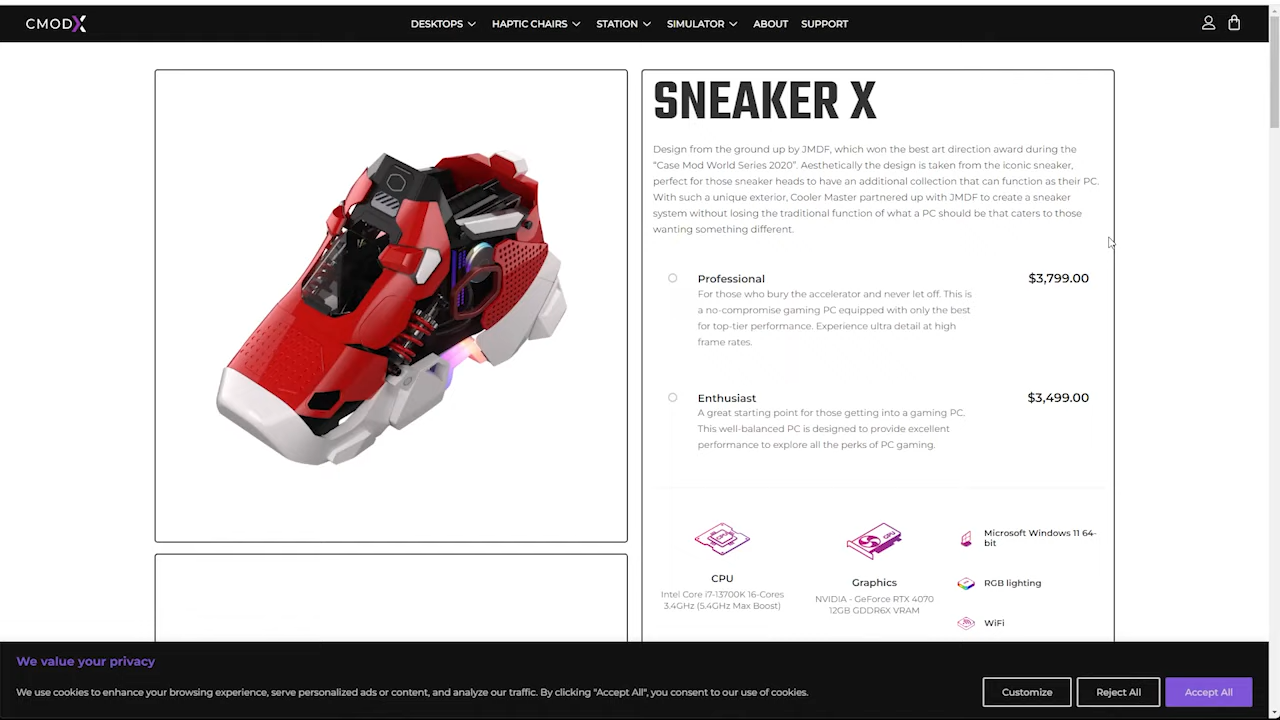 CMODX
DESKTOPS
HAPTIC CHAIRS
STATION
SIMULATOR
ABOUT
SUPPORT
SNEAKER X
Design from the ground up by JMDF, which won the best art direction award during the
"Case Mod World Series 2020". Aesthetically the design is taken from the iconic sneaker,
perfect for those sneaker heads to have an additional collection that can function as their PC.
With such a unique exterior, Cooler Master partnered up with JMDF to create a sneaker
system without losing the traditional function of what a PC should be that caters to those
wanting something different.
Professional
$3,799.00
For those who bury the accelerator and never let off. This is
a no-compromise gaming PC equipped with only the best
for top-tier performance. Experience ultra detail at high
frame rates.
Enthusiast
$3,499.00
A great starting point for those getting into a gaming PC.
This well-balanced PC is designed to provide excellent
performance to explore all the perks of PC gaming.
CPU
Intel Core i7-13700K 16-Cores
3.4GHz (5.4GHz Max Boost)
GPU
Graphics
NVIDIA - GeForce RTX 4070
12GB GDDR6X VRAM
Microsoft Windows 11 64-
bit
RGB lighting
WiFi
We value your privacy
We use cookies to enhance your browsing experience, serve personalized ads or content, and analyze our traffic. By clicking "Accept All", you consent to our use of cookies.
Customize
Reject All
Accept All